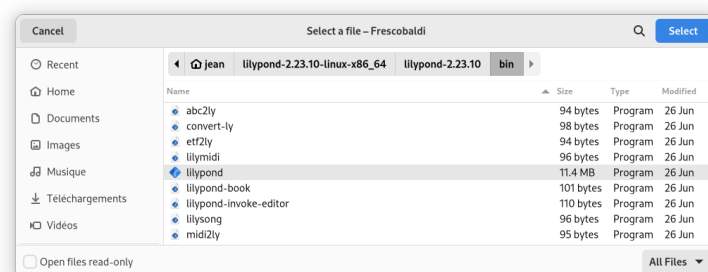 Cancel Select a file – Frescobaldi Select
Recent
Home
Documents
Images
Musique
Téléchargements
Vidéos
jean lilypond-2.23.10-linux-x86_64 lilypond-2.23.10 bin
Name Size Type Modified
abc2ly 94 bytes Program 26 Jun
convert-ly 98 bytes Program 26 Jun
etf2ly 94 bytes Program 26 Jun
lilymidi 96 bytes Program 26 Jun
lilypond 11.4 MB Program 26 Jun
lilypond-book 101 bytes Program 26 Jun
lilypond-invoke-editor 110 bytes Program 26 Jun
lilysong 96 bytes Program 26 Jun
midi2ly 95 bytes Program 26 Jun
Open files read-only All Files